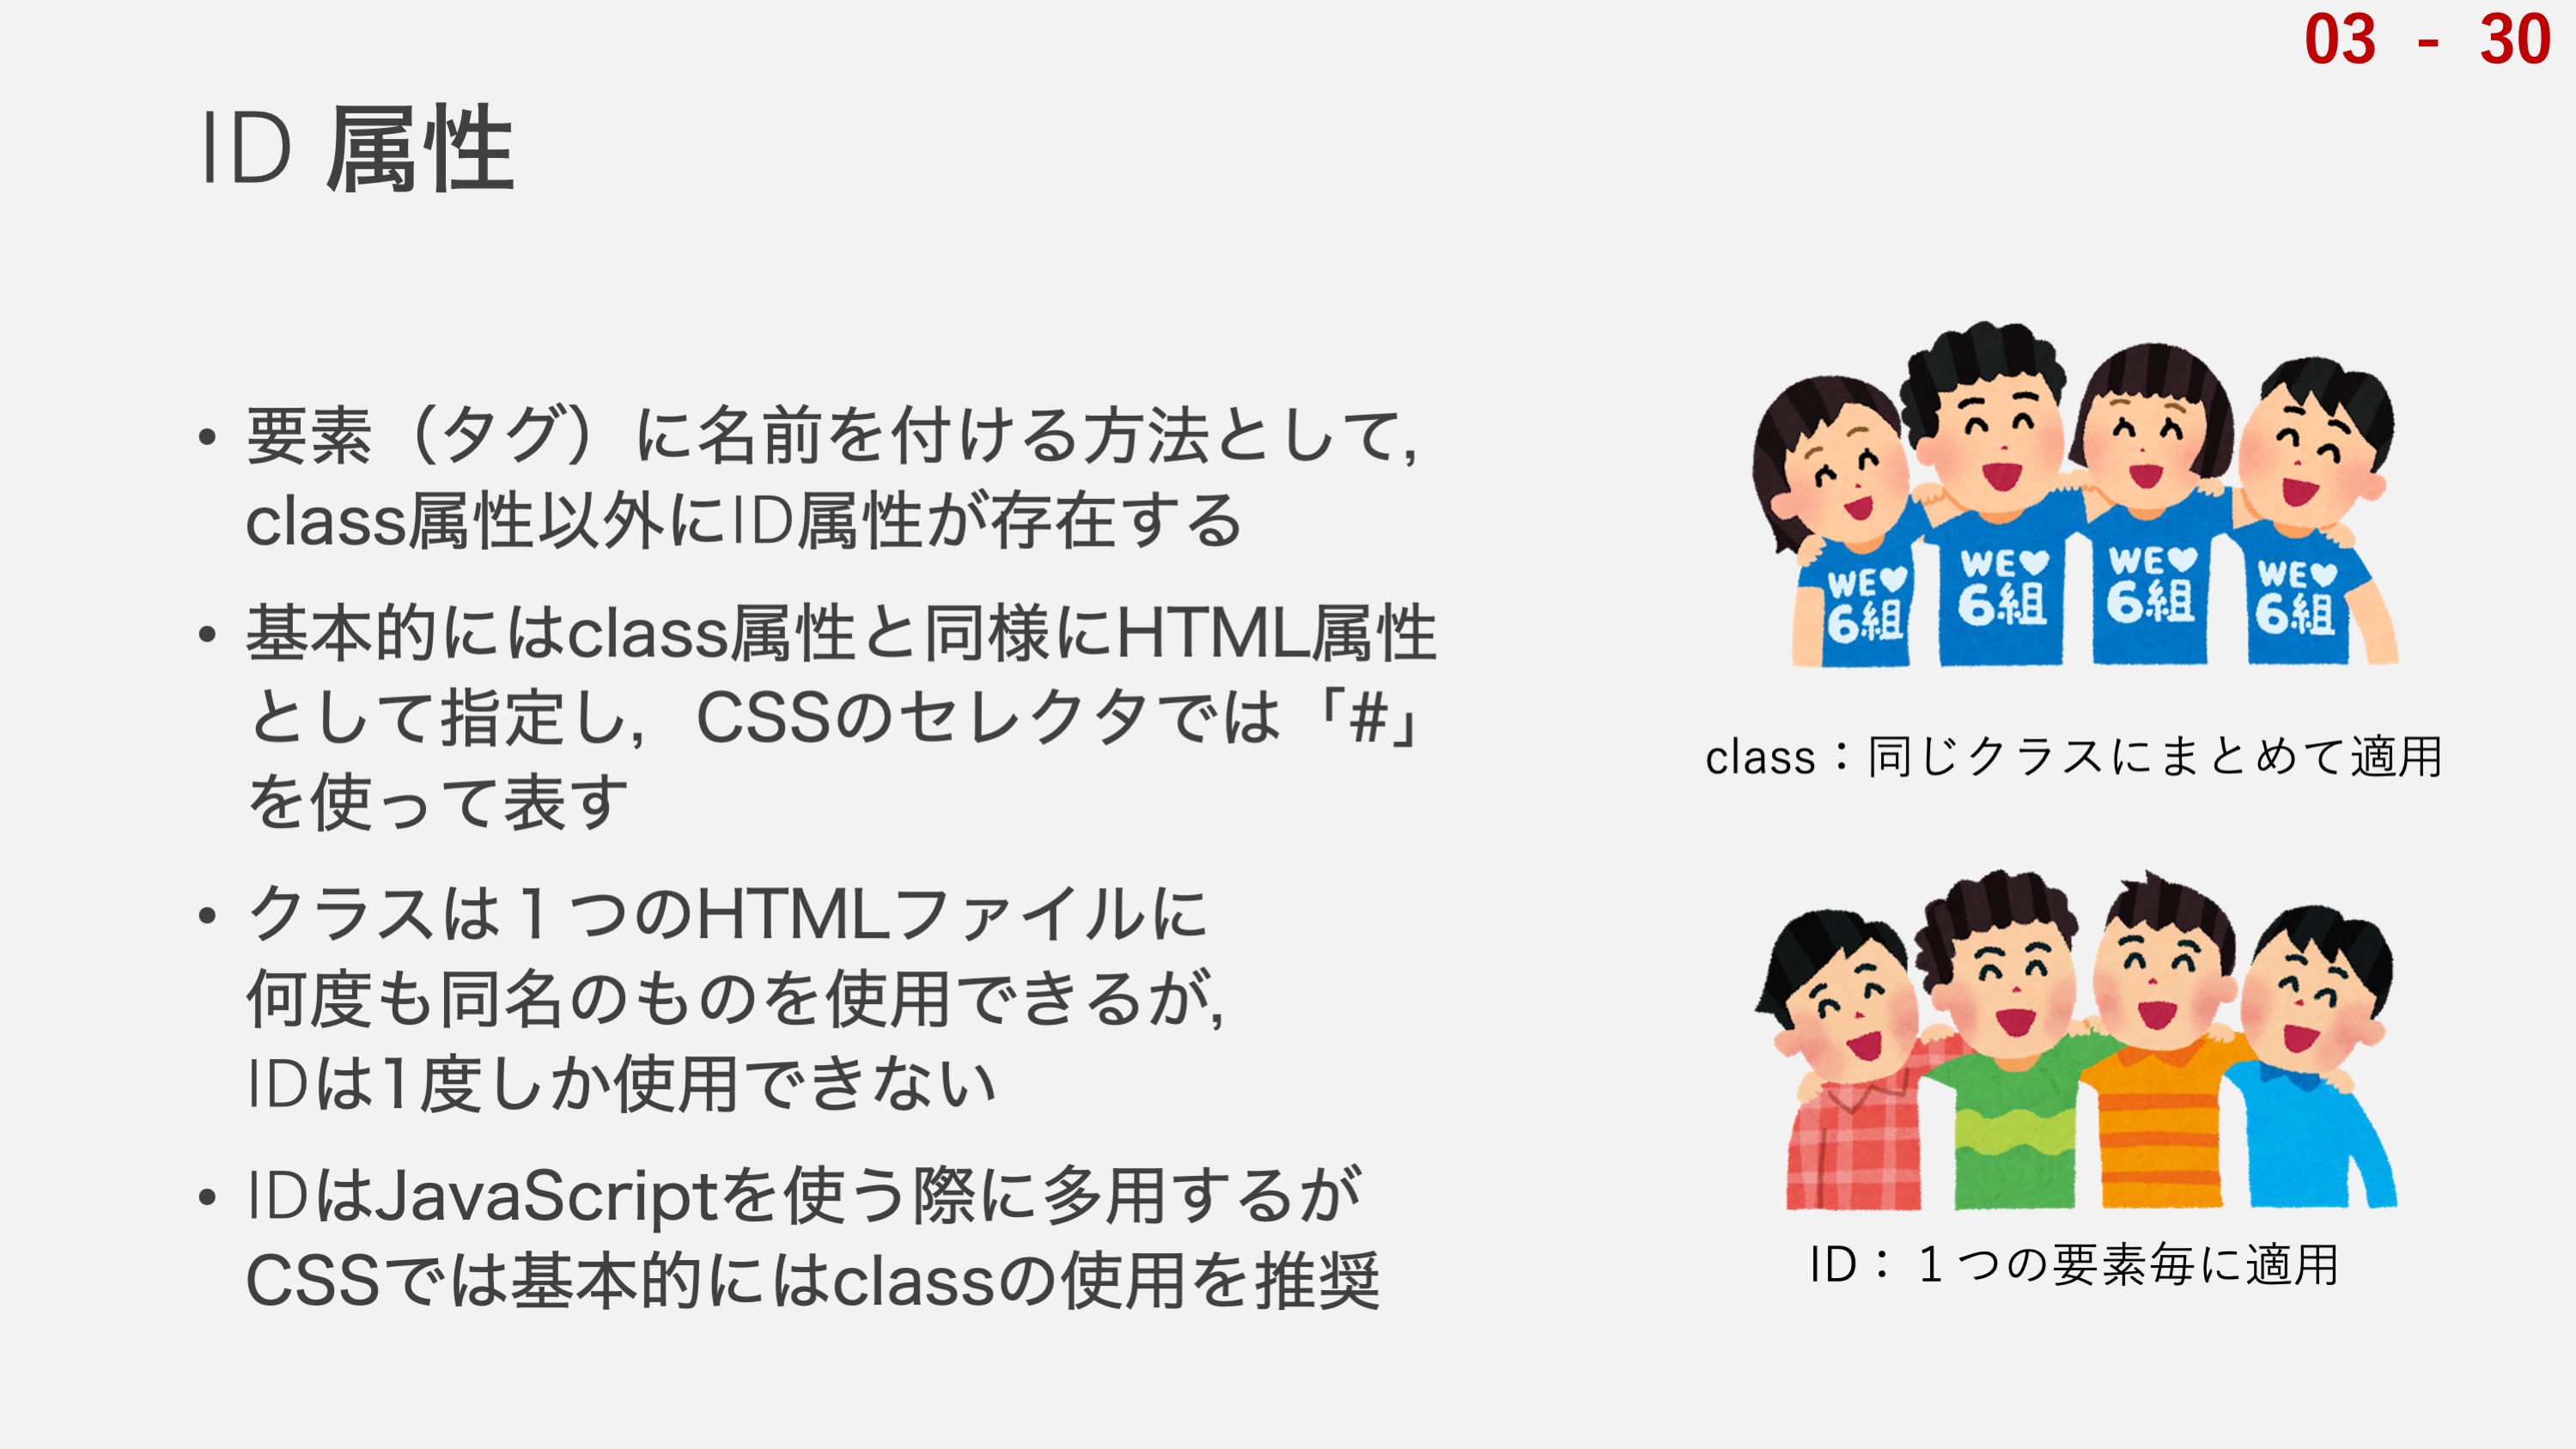 03 - 30
ID 属性
• 要素（タグ）に名前を付ける方法として，
class属性以外にID属性が存在する
• 基本的にはclass属性と同様にHTML属性
として指定し，CSSのセレクタでは「#」
を使って表す
• クラスは１つのHTMLファイルに
何度も同名のものを使用できるが，
IDは1度しか使用できない
• IDはJavaScriptを使う際に多用するが
CSSでは基本的にはclassの使用を推奨
WE♥
6組
WE♥
6組
WE♥
6組
WE♥
6組
class：同じクラスにまとめて適用
ID：１つの要素毎に適用